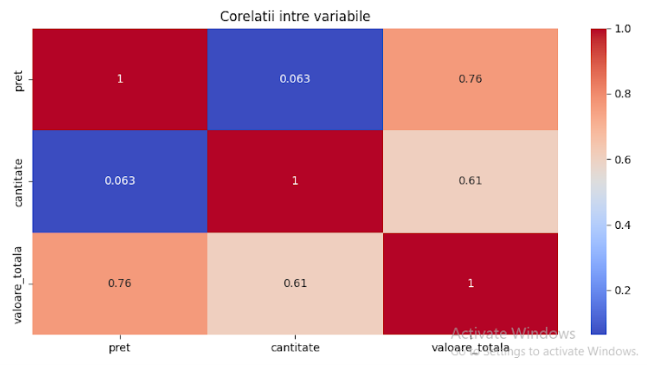 Corelatii intre variabile
pret
1
0.063
0.76
cantitate
0.063
1
0.61
valoare_totala
0.76
0.61
1
pret
cantitate
valoare_totala
1.0
0.8
0.6
0.4
0.2
Activate Windows
Go to Settings to activate Windows.